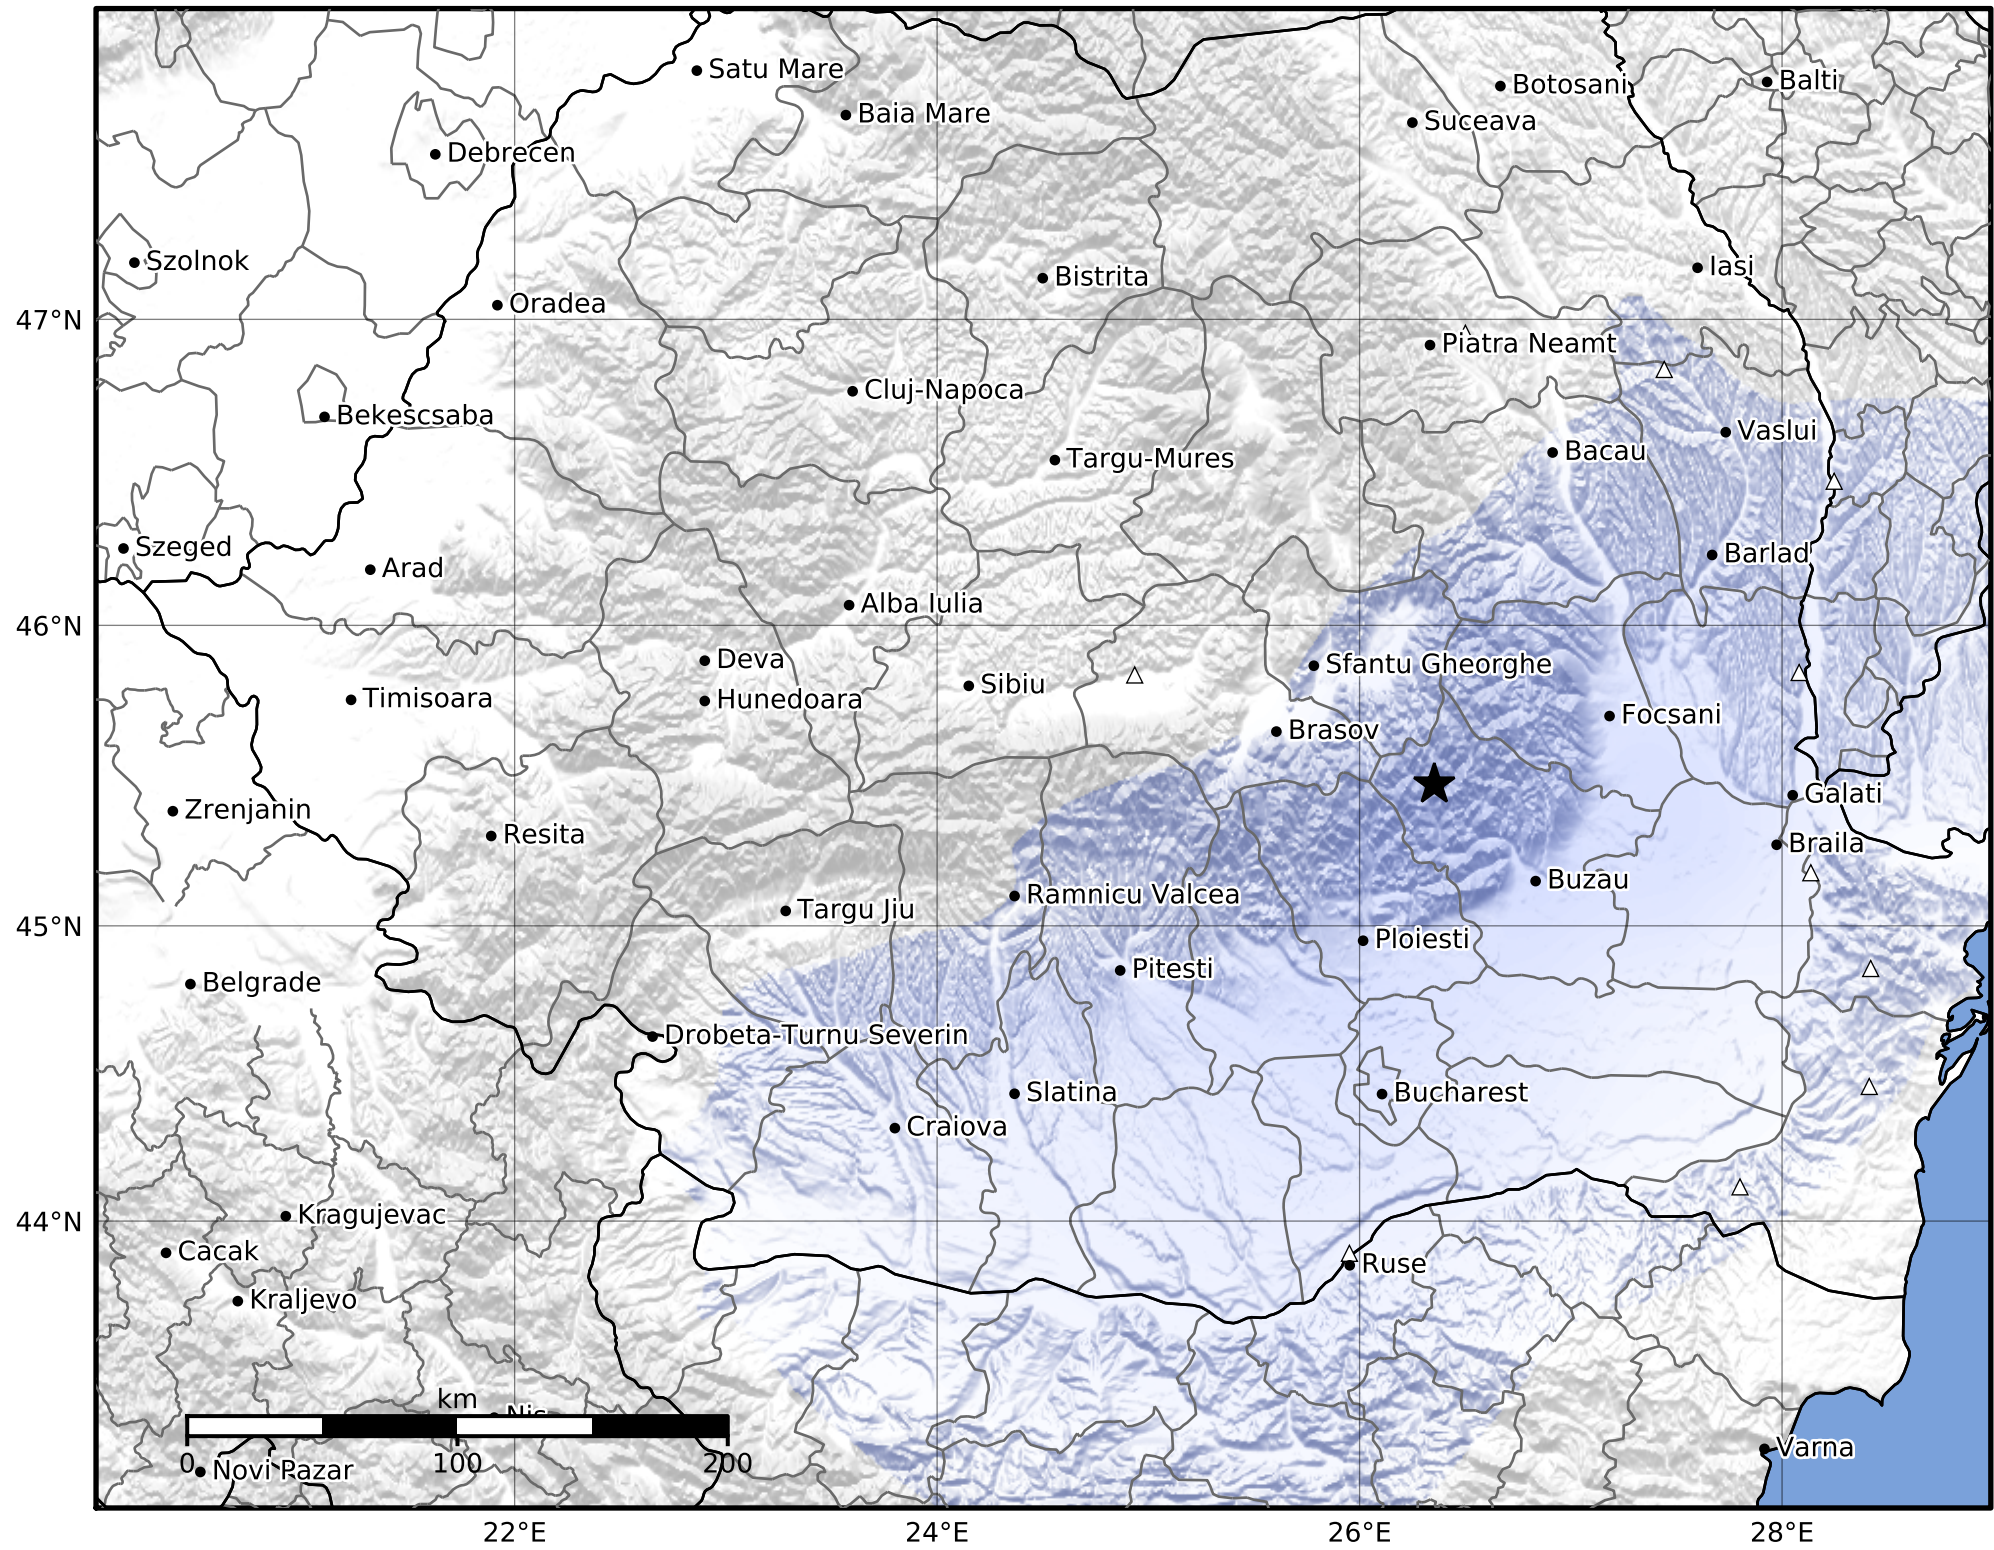 Satu Mare
Botosani
Balti
Baia Mare
Suceava
Debrecen
Szolnok
Iasi
Bistrita
Oradea
47°N
Piatra Neamt
Cluj-Napoca
Bekescsaba
Vaslui
Bacau
Targu-Mures
Szeged
Barlad
Arad
Alba Iulia
46°N
Deva
Sfantu Gheorghe
Sibiu
Timisoara
Hunedoara
Focsani
Brasov
Galati
Zrenjanin
Resita
Braila
Buzau
Ramnicu Valcea
Targu Jiu
45°N
Ploiesti
Pitesti
Belgrade
Drobeta-Turnu Severin
Slatina
Bucharest
Craiova
Kragujevac
44°N
Cacak
Ruse
Kraljevo
km
Nis
Varna
0 100 200
Novi Pazar
22°E 24°E 26°E 28°E